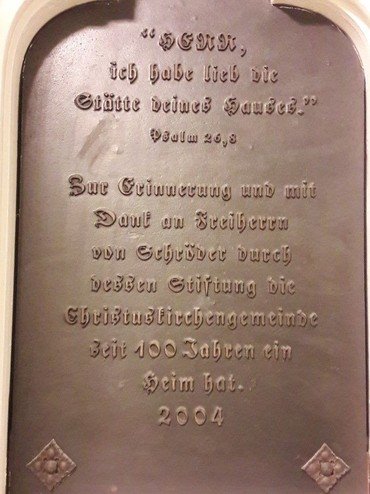 “HERR,
ich habe lieb die
Stätte deines Hauses.”
Psalm 26,8
Zur Erinnerung und mit
Dank an Freiherrn
von Schröder durch
dessen Stiftung die
Christuskirchengemeinde
seit 100 Jahren ein
Heim hat.
2004